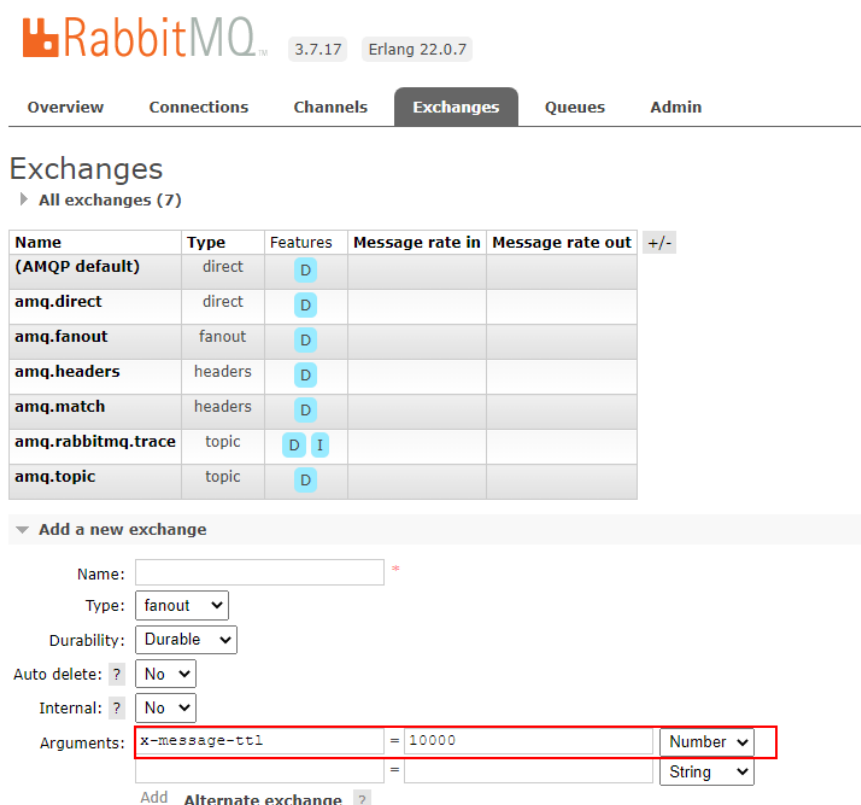 RabbitMQ TM 3.7.17 Erlang 22.0.7
Overview Connections Channels Exchanges Queues Admin
Exchanges
All exchanges (7)
Name Type Features Message rate in Message rate out +/-
(AMQP default) direct D
amq.direct direct D
amq.fanout fanout D
amq.headers headers D
amq.match headers D
amq.rabbitmq.trace topic D I
amq.topic topic D
Add a new exchange
Name: *
Type: fanout
Durability: Durable
Auto delete: ? No
Internal: ? No
Arguments: x-message-ttl = 10000 Number
= String
Add Alternate exchange ?